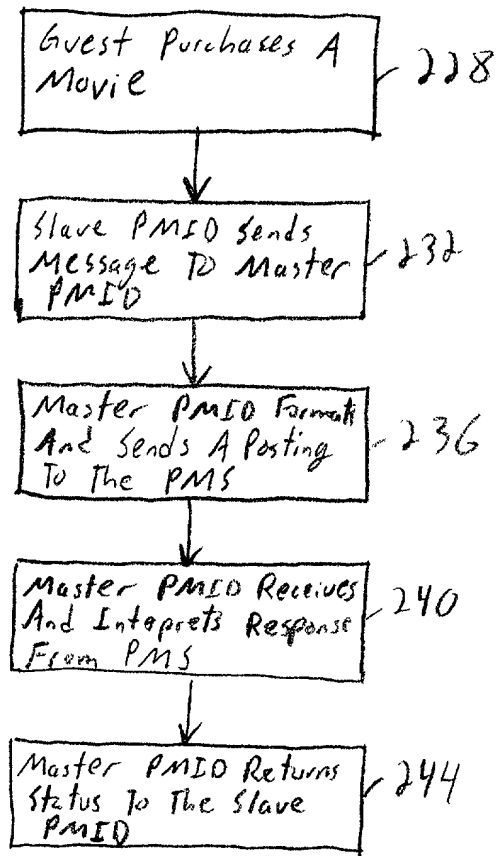 Guest Purchases A
Movie
228
Slave PMID Sends
Message To Master
PMID
232
Master PMID Formats
And Sends A Posting
To The PMS
236
Master PMID Receives
And Inteprets Response
From PMS
240
Master PMID Returns
Status To The Slave
PMID
244